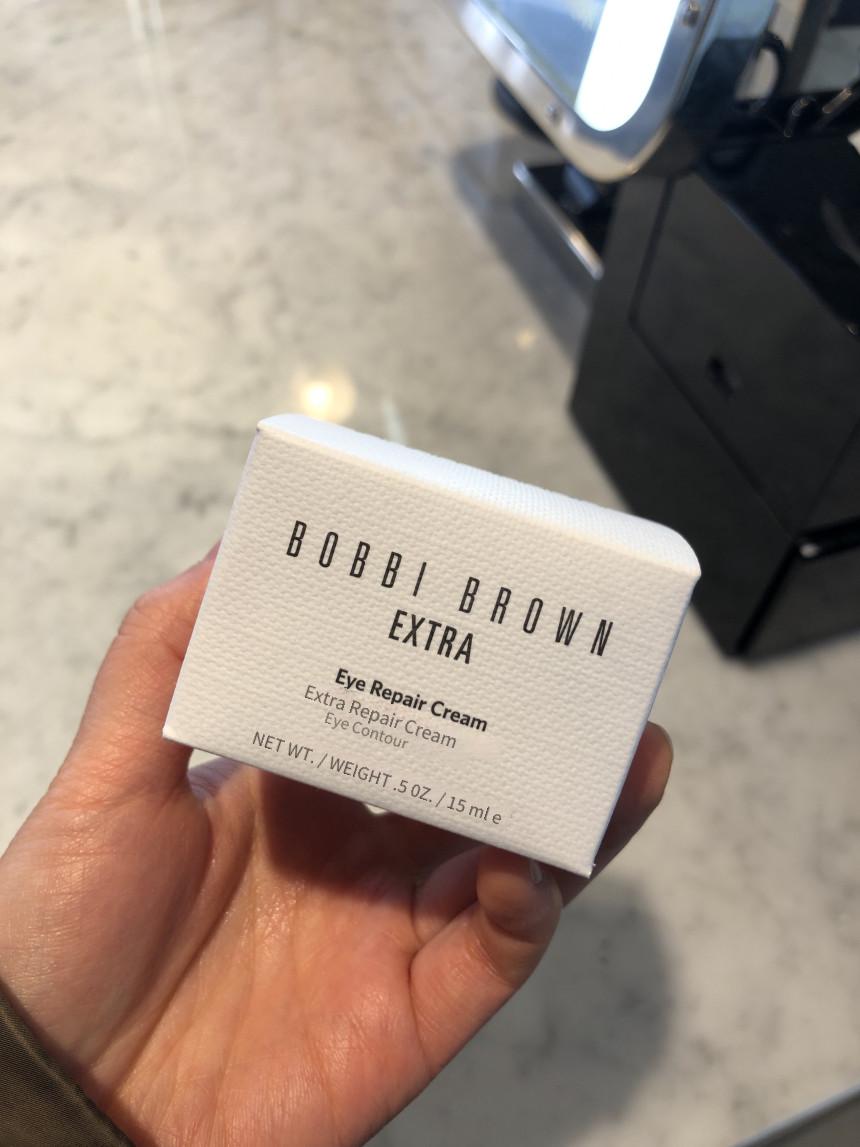 BOBBI BROWN
EXTRA
Eye Repair Cream
Extra Repair Cream
Eye Contour
NET WT. / WEIGHT .5 OZ. / 15 ml e